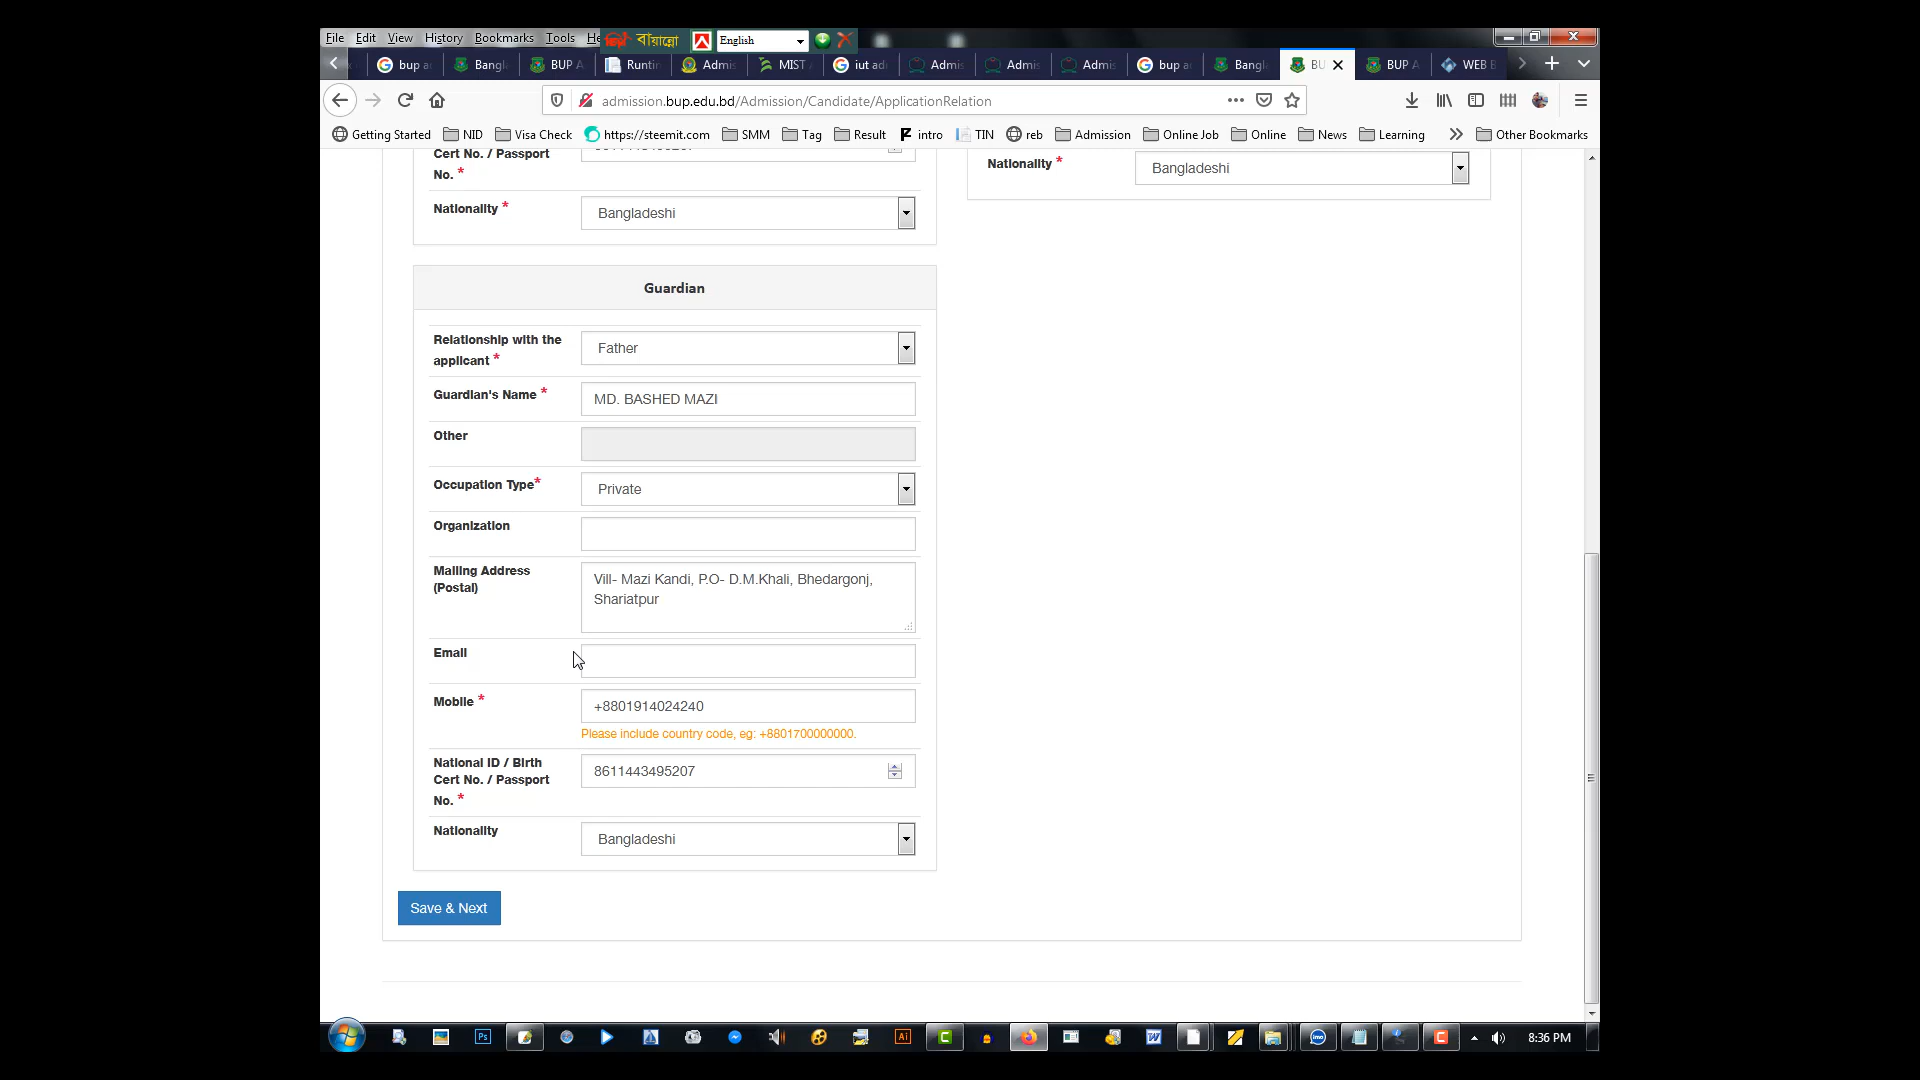 File Edit View History Bookmarks Tools He বায়ান্নো English
bup a Bangl BUP A Runti Admis MIST iut ad Admis Admis Admis bup a Bangl BU BUP A WEB B
admission.bup.edu.bd/Admission/Candidate/ApplicationRelation
Getting Started NID Visa Check https://steemit.com SMM Tag Result intro TIN reb Admission Online Job Online News Learning Other Bookmarks
Cert No. / Passport
No. *
Nationality * Bangladeshi
Nationality * Bangladeshi
Guardian
Relationship with the
applicant * Father
Guardian's Name * MD. BASHED MAZI
Other
Occupation Type* Private
Organization
Mailing Address
(Postal)
Vill- Mazi Kandi, P.O- D.M.Khali, Bhedargonj,
Shariatpur
Email
Mobile * +8801914024240
Please include country code, eg: +8801700000000.
National ID / Birth
Cert No. / Passport
No. *
8611443495207
Nationality Bangladeshi
Save & Next
8:36 PM